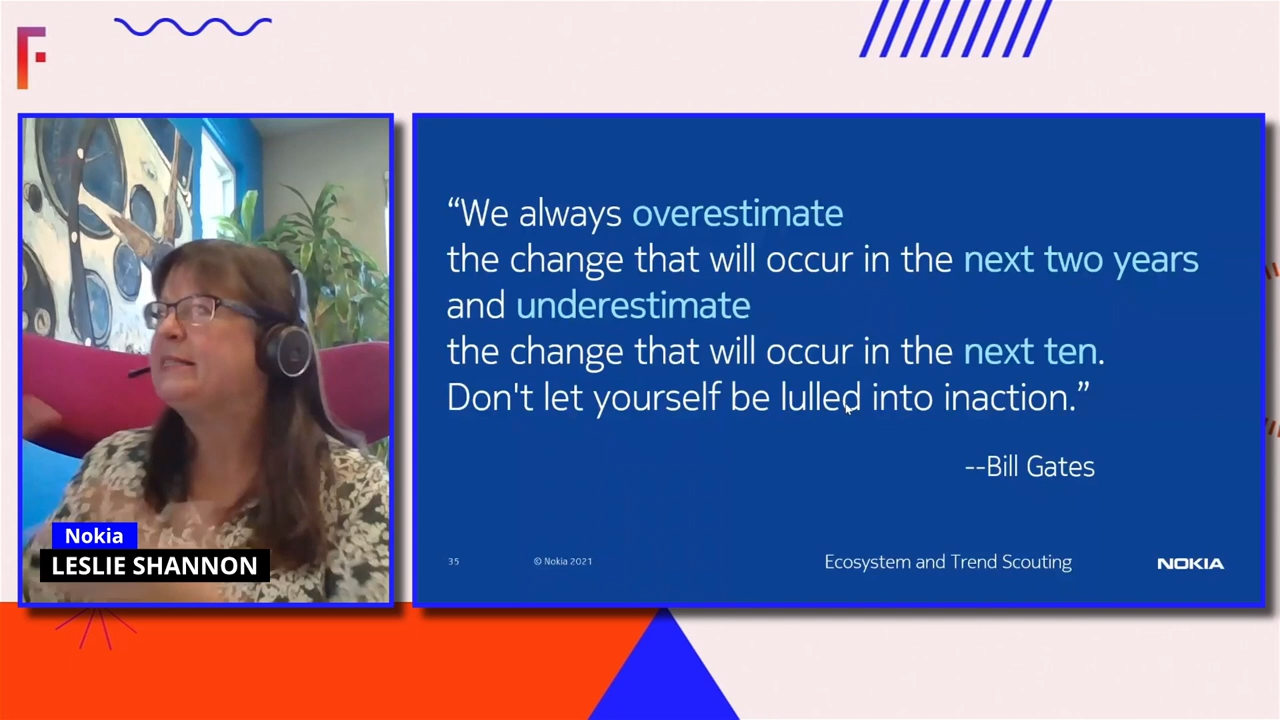 F
Nokia
LESLIE SHANNON
“We always overestimate
the change that will occur in the next two years
and underestimate
the change that will occur in the next ten.
Don't let yourself be lulled into inaction.”
--Bill Gates
35
© Nokia 2021
Ecosystem and Trend Scouting
NOKIA